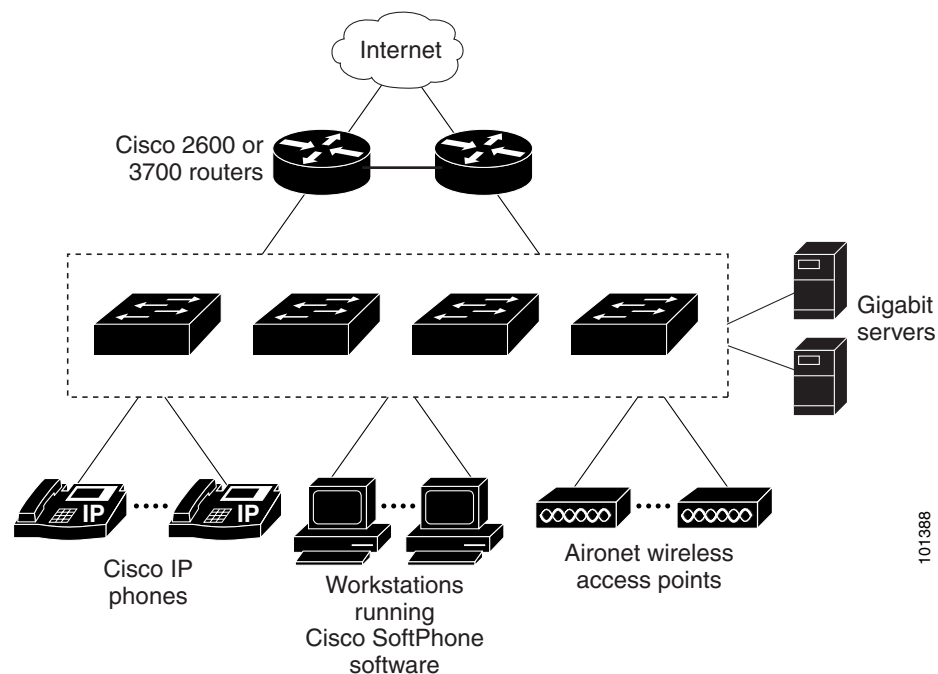 Internet
Cisco 2600 or
3700 routers
Gigabit
servers
IP
IP
Cisco IP
phones
Workstations
running
Cisco SoftPhone
software
Aironet wireless
access points
101388